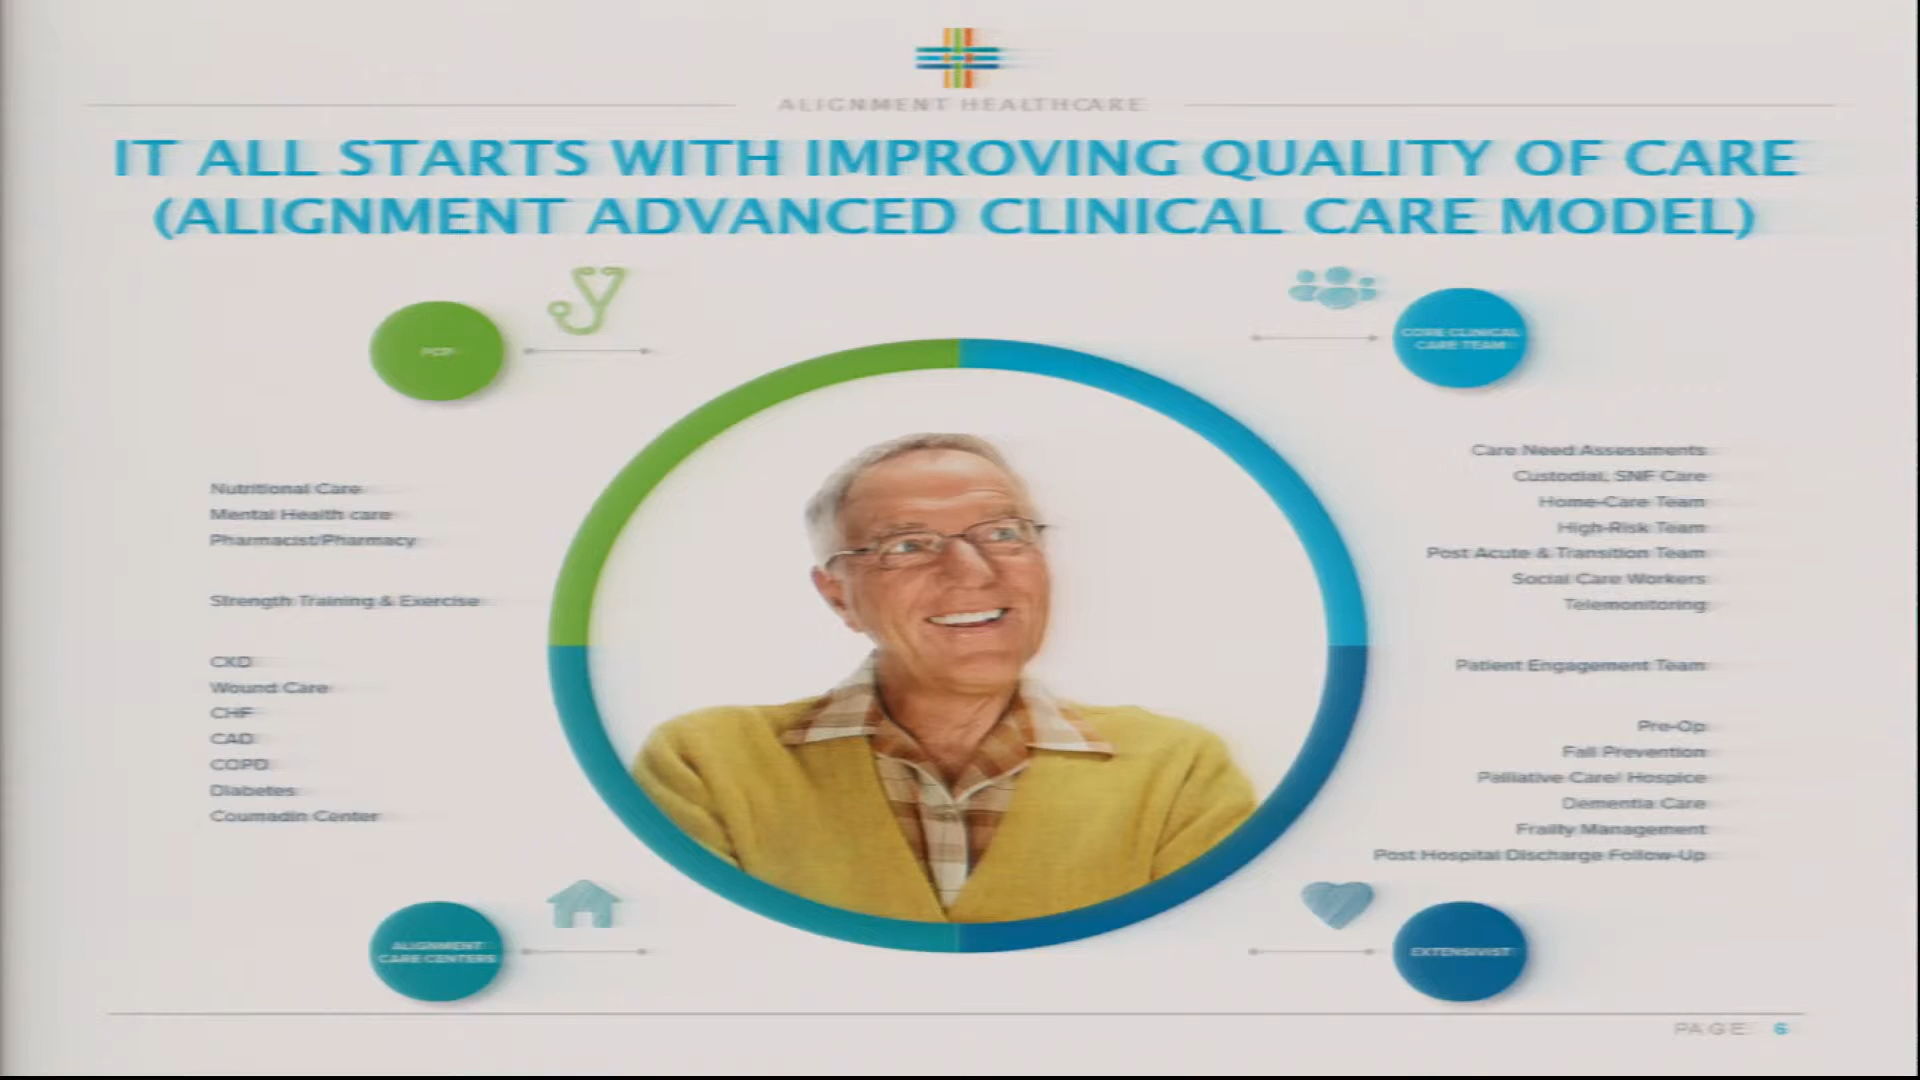 ALIGNMENT HEALTHCARE
IT ALL STARTS WITH IMPROVING QUALITY OF CARE
(ALIGNMENT ADVANCED CLINICAL CARE MODEL)
PCP
CORE CLINICAL
CARE TEAM
Nutritional Care
Mental Health care
Pharmacist/Pharmacy
Strength Training & Exercise
CKD
Wound Care
CHF
CAD
COPD
Diabetes
Coumadin Center
Care Need Assessments
Custodial, SNF Care
Home-Care Team
High-Risk Team
Post Acute & Transition Team
Social Care Workers
Telemonitoring
Patient Engagement Team
Pre-Op
Fall Prevention
Palliative Care/ Hospice
Dementia Care
Frailty Management
Post Hospital Discharge Follow-Up
ALIGNMENT
CARE CENTERS
EXTENSIVIST
PAGE 6